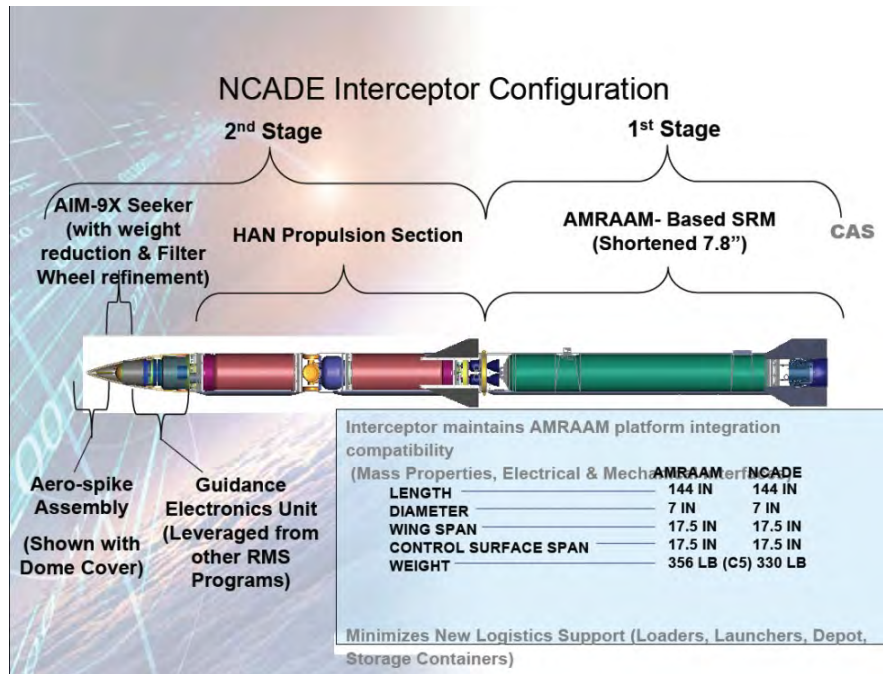 NCADE Interceptor Configuration
2nd Stage
1st Stage
AIM-9X Seeker
(with weight
reduction & Filter
Wheel refinement)
HAN Propulsion Section
AMRAAM- Based SRM
(Shortened 7.8”)
CAS
Aero-spike
Assembly
(Shown with
Dome Cover)
Guidance
Electronics Unit
(Leveraged from
other RMS
Programs)
Interceptor maintains AMRAAM platform integration
compatibility
(Mass Properties, Electrical & Mechanical Interfaces)
AMRAAM NCADE
LENGTH 144 IN 144 IN
DIAMETER 7 IN 7 IN
WING SPAN 17.5 IN 17.5 IN
CONTROL SURFACE SPAN 17.5 IN 17.5 IN
WEIGHT 356 LB (C5) 330 LB
Minimizes New Logistics Support (Loaders, Launchers, Depot,
Storage Containers)